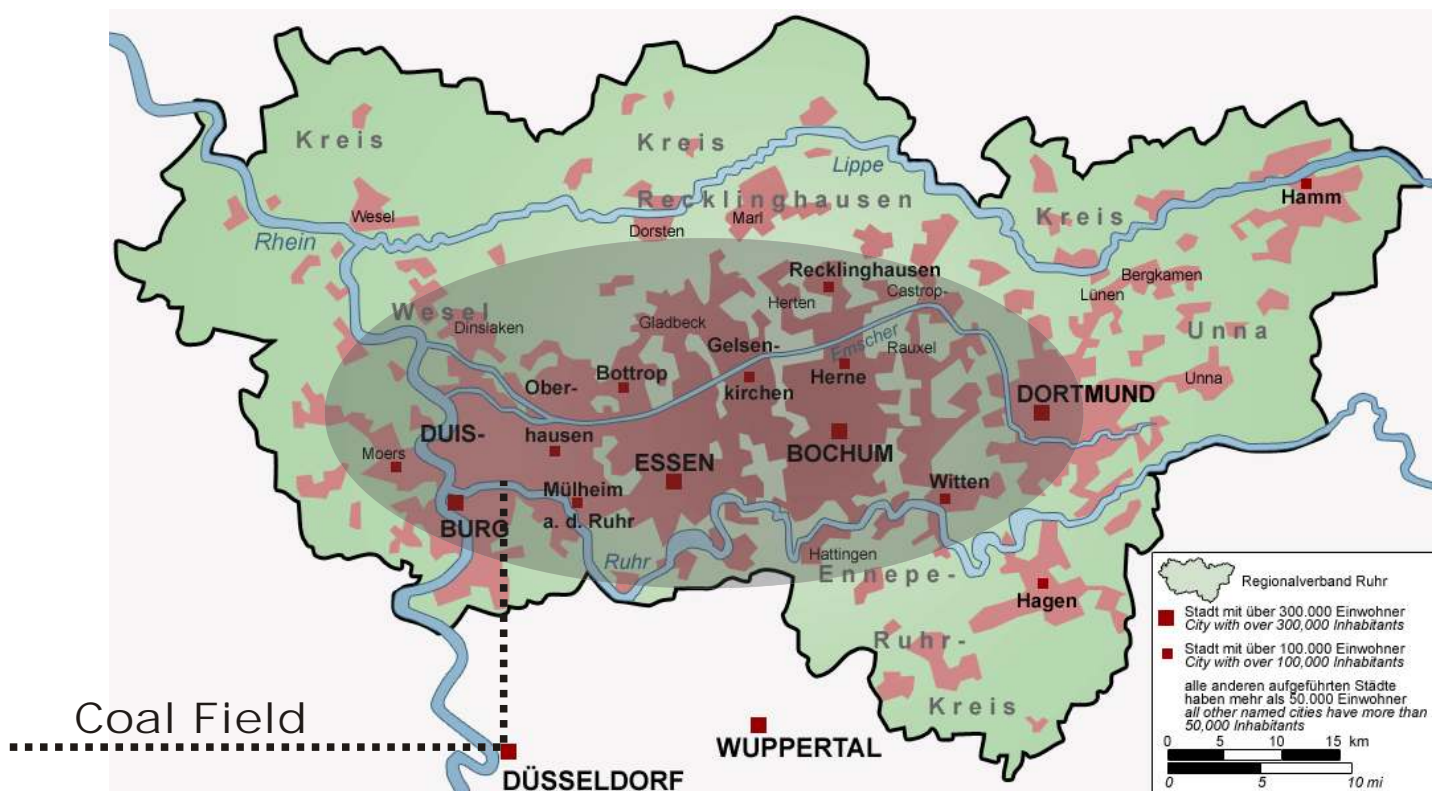 Kreis
Kreis
Lippe
Recklinghausen
Hamm
Kreis
Wesel
Marl
Dorsten
Rhein
Recklinghausen
Bergkamen
Castrop-
Lünen
Herten
Wesel
Dinsiaken
Gladbeck
Unna
Gelsen-
Emscher
Rauxel
Bottrop
Ober-
kirchen
Herne
Unna
DORTMUND
DUIS-
hausen
BOCHUM
Moers
ESSEN
Witten
Mülheim
BURG
a. d. Ruhr
Hattingen
Ruhr
Ennepe-
Hagen
Ruhr-
Kreis
Coal Field
WUPPERTAL
DÜSSELDORF
Regionalverband Ruhr
Stadt mit über 300.000 Einwohner
City with over 300,000 Inhabitants
Stadt mit über 100.000 Einwohner
City with over 100,000 Inhabitants
alle anderen aufgeführten Städte
haben mehr als 50.000 Einwohner
all other named cities have more than
50,000 Inhabitants
0 5 10 15 km
0 5 10 mi